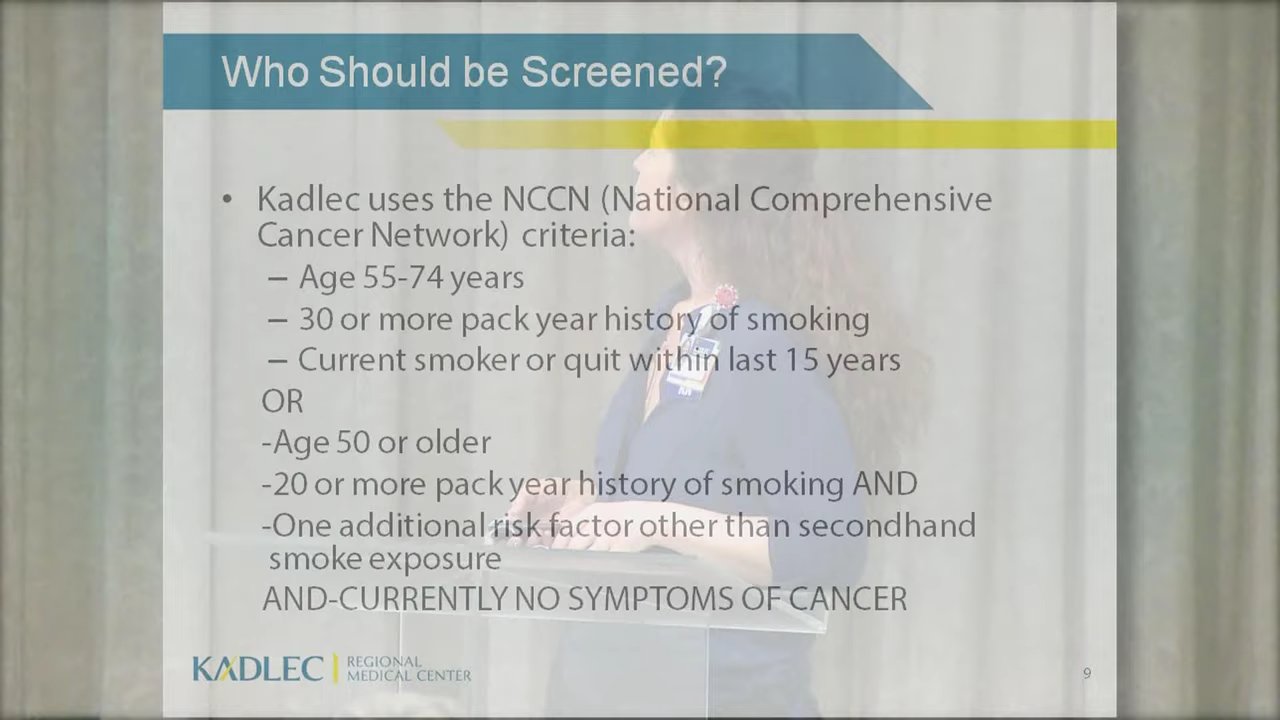 Who Should be Screened?
• Kadlec uses the NCCN (National Comprehensive
Cancer Network) criteria:
– Age 55-74 years
– 30 or more pack year history of smoking
– Current smoker or quit within last 15 years
OR
-Age 50 or older
-20 or more pack year history of smoking AND
-One additional risk factor other than secondhand
smoke exposure
AND-CURRENTLY NO SYMPTOMS OF CANCER
KADLEC REGIONAL
MEDICAL CENTER
9